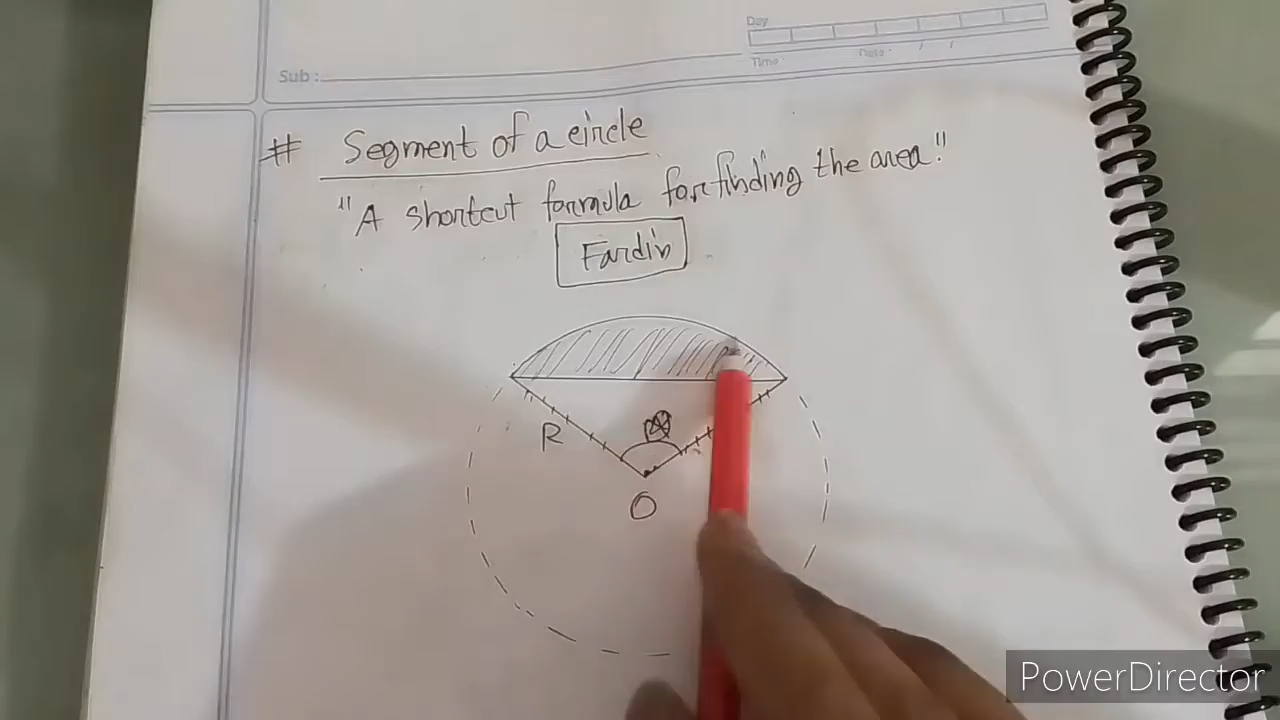 Day
Time :
Date : / /
Sub :
# Segment of a circle
"A shortcut formula for finding the area."
Fardin
R
O
PowerDirector